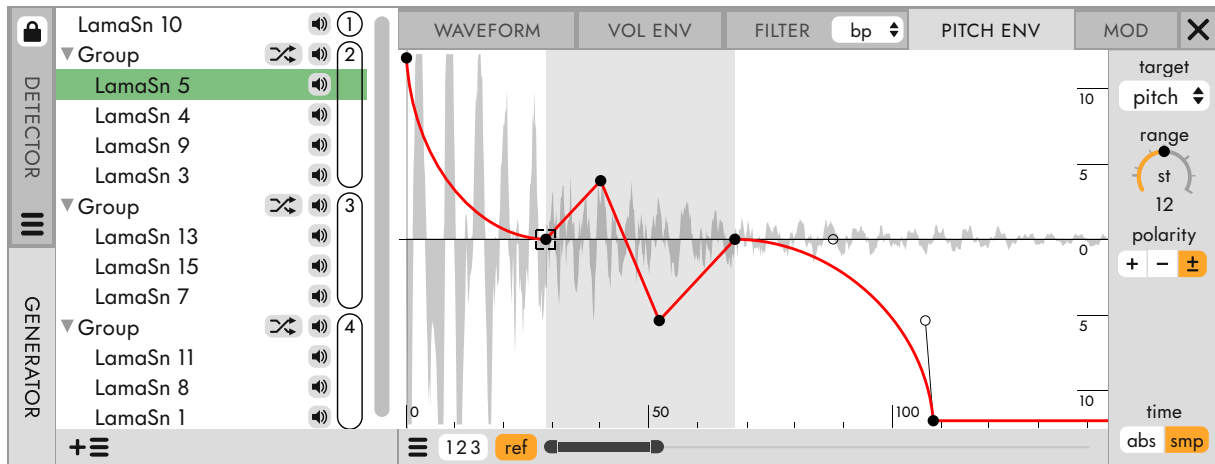 DETECTOR
GENERATOR
LamaSn 10
1
Group
2
LamaSn 5
LamaSn 4
LamaSn 9
LamaSn 3
Group
3
LamaSn 13
LamaSn 15
LamaSn 7
Group
4
LamaSn 11
LamaSn 8
LamaSn 1
+
WAVEFORM
VOL ENV
FILTER
bp
PITCH ENV
MOD
10
5
0
5
10
0
50
100
1 2 3
ref
target
pitch
range
st
12
polarity
+ − ±
time
abs smp